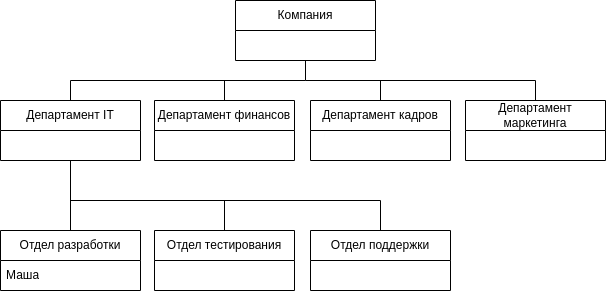 Компания
Департамент IT
Департамент финансов
Департамент кадров
Департамент
маркетинга
Отдел разработки
Отдел тестирования
Отдел поддержки
Маша